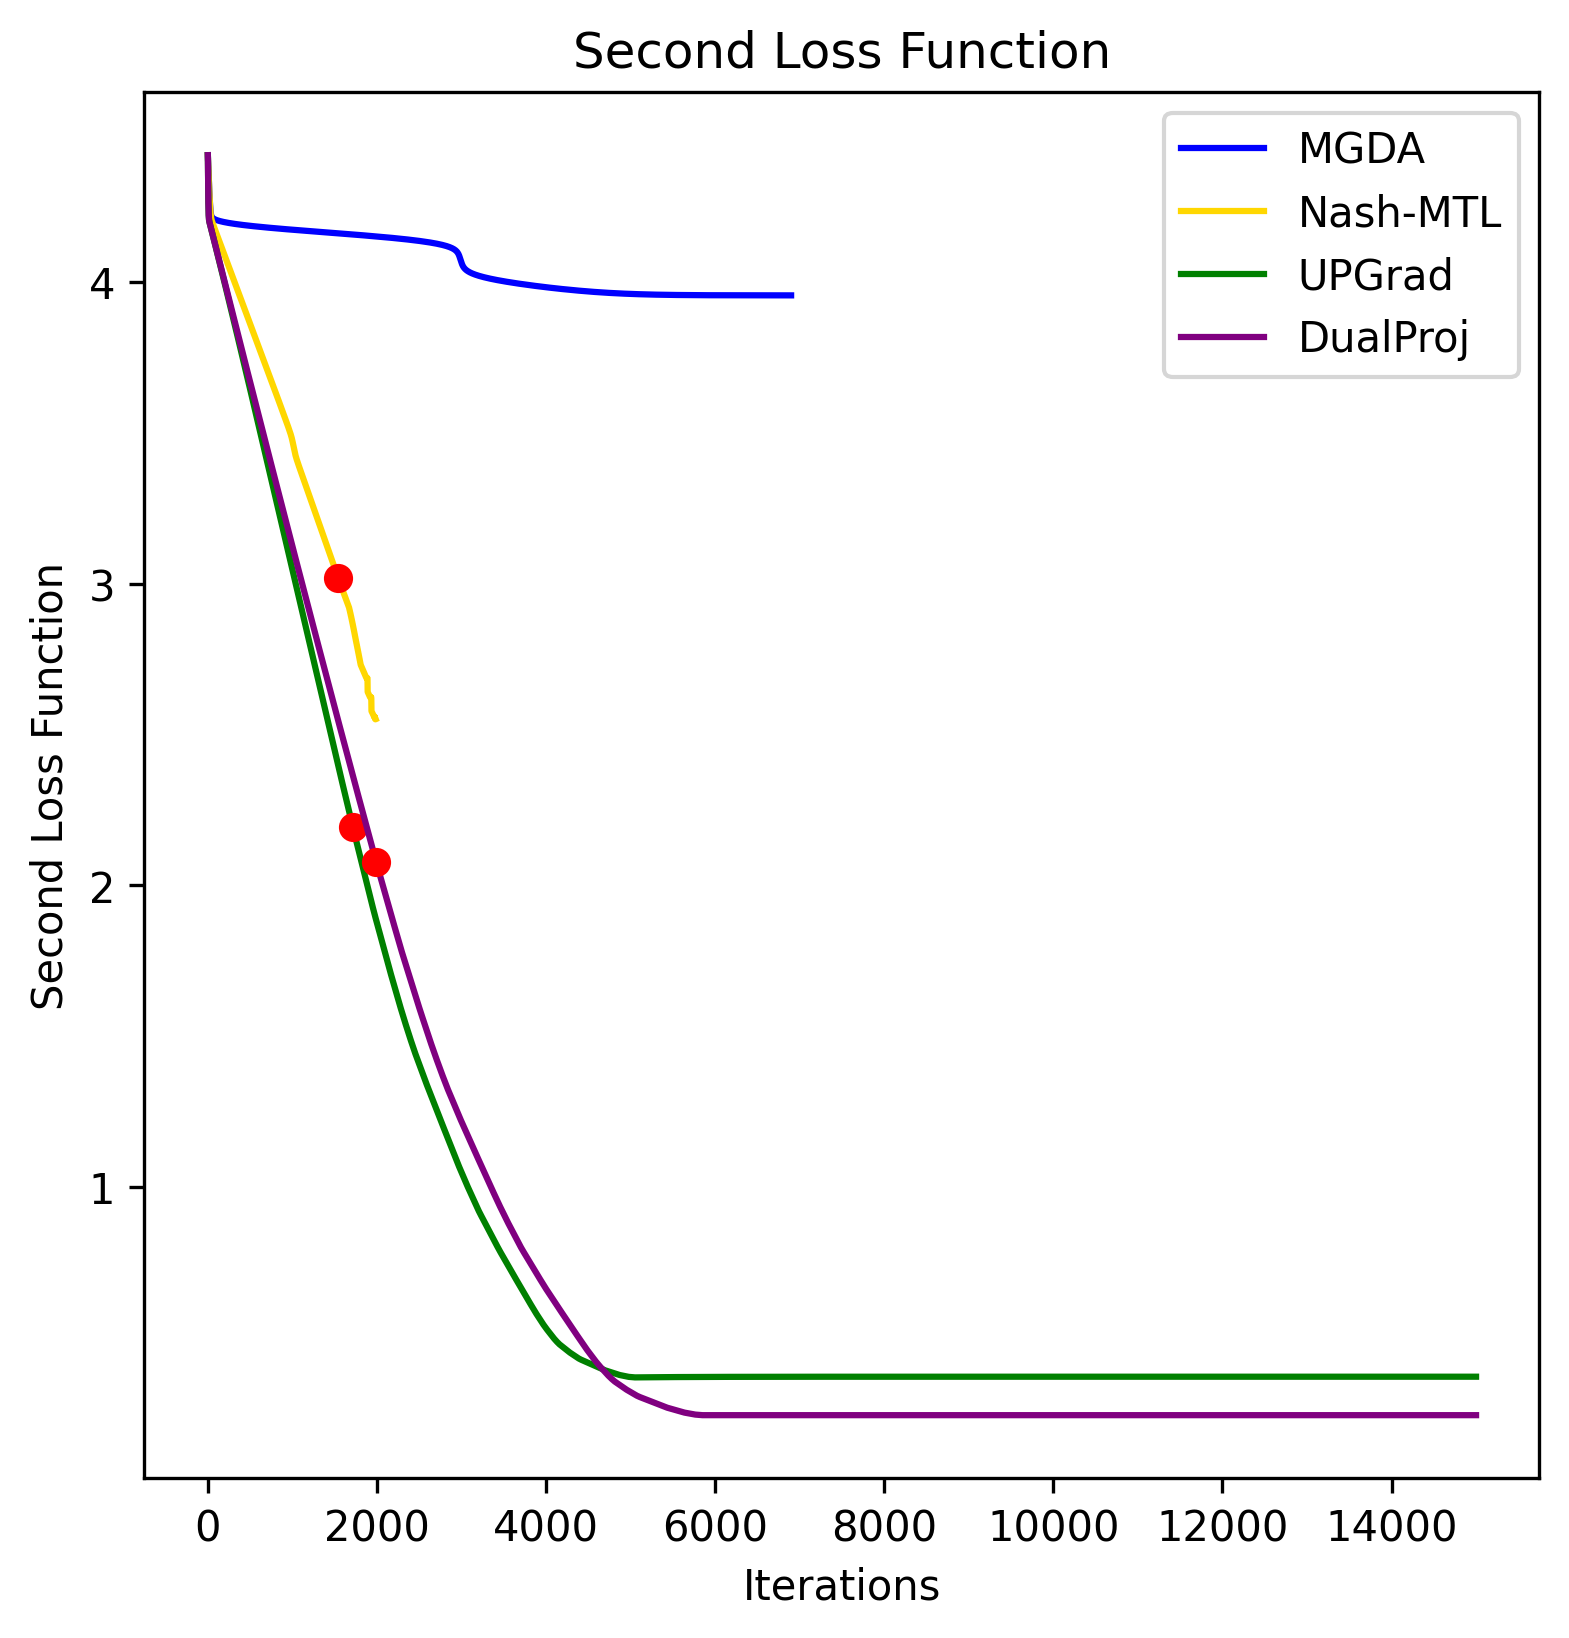 Second Loss Function
MGDA
Nash-MTL
UPGrad
DualProj
Second Loss Function
4
3
2
1
0 2000 4000 6000 8000 10000 12000 14000
Iterations